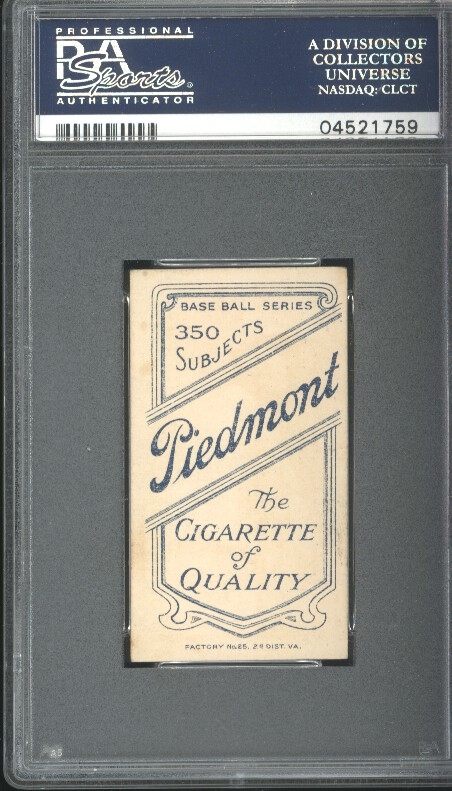 PROFESSIONAL
PSA
Sports
AUTHENTICATOR
A DIVISION OF
COLLECTORS
UNIVERSE
NASDAQ: CLCT
04521759
BASE BALL SERIES
350
SUBJECTS
Piedmont
The
CIGARETTE
of
QUALITY
FACTORY No. 25, 2D DIST. VA.